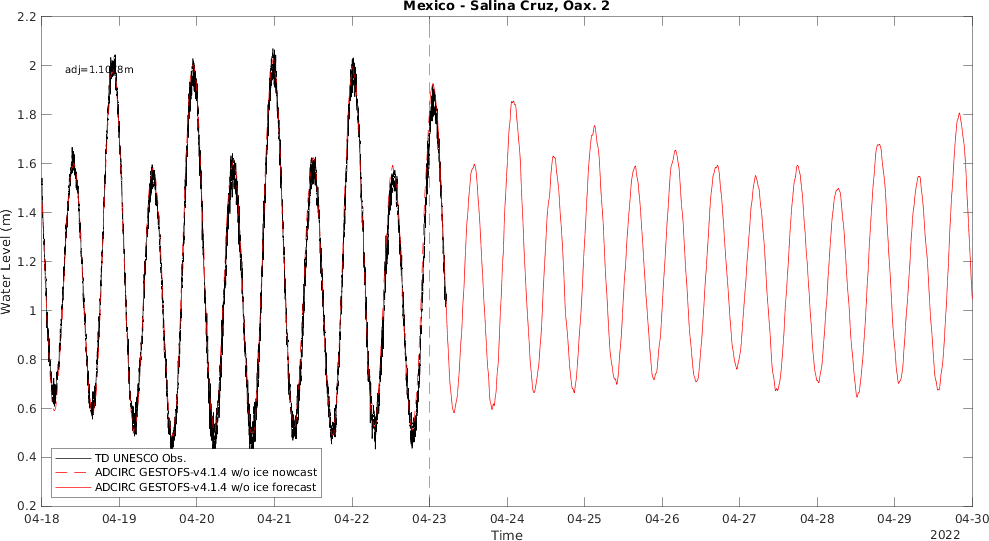 Mexico - Salina Cruz, Oax. 2
2.2
2
1.8
1.6
1.4
1.2
1
0.8
0.6
0.4
0.2
Water Level (m)
TD UNESCO Obs.
ADCIRC GESTOFS-v4.1.4 w/o ice nowcast
ADCIRC GESTOFS-v4.1.4 w/o ice forecast
04-18 04-19 04-20 04-21 04-22 04-23 04-24 04-25 04-26 04-27 04-28 04-29 04-30
Time
2022